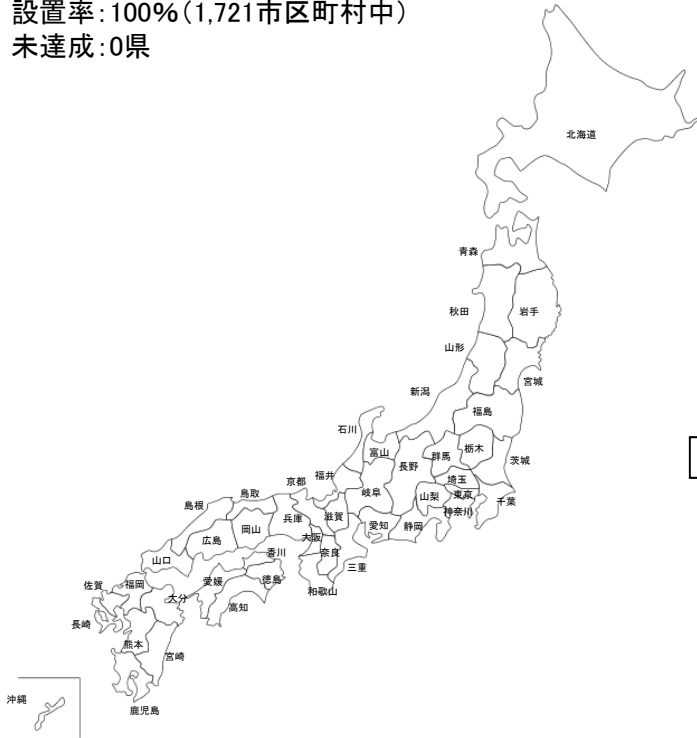 設置率:100%(1,721市区町村中)
未達成:0県
北海道
青森
秋田
岩手
山形
宮城
新潟
福島
石川
富山
栃木
群馬
茨城
長野
福井
埼玉
京都
岐阜
山梨
東京
鳥取
千葉
島根
兵庫
滋賀
神奈川
岡山
愛知
静岡
広島
大阪
奈良
香川
山口
三重
愛媛
徳島
佐賀
福岡
和歌山
大分
高知
長崎
熊本
宮崎
沖縄
鹿児島